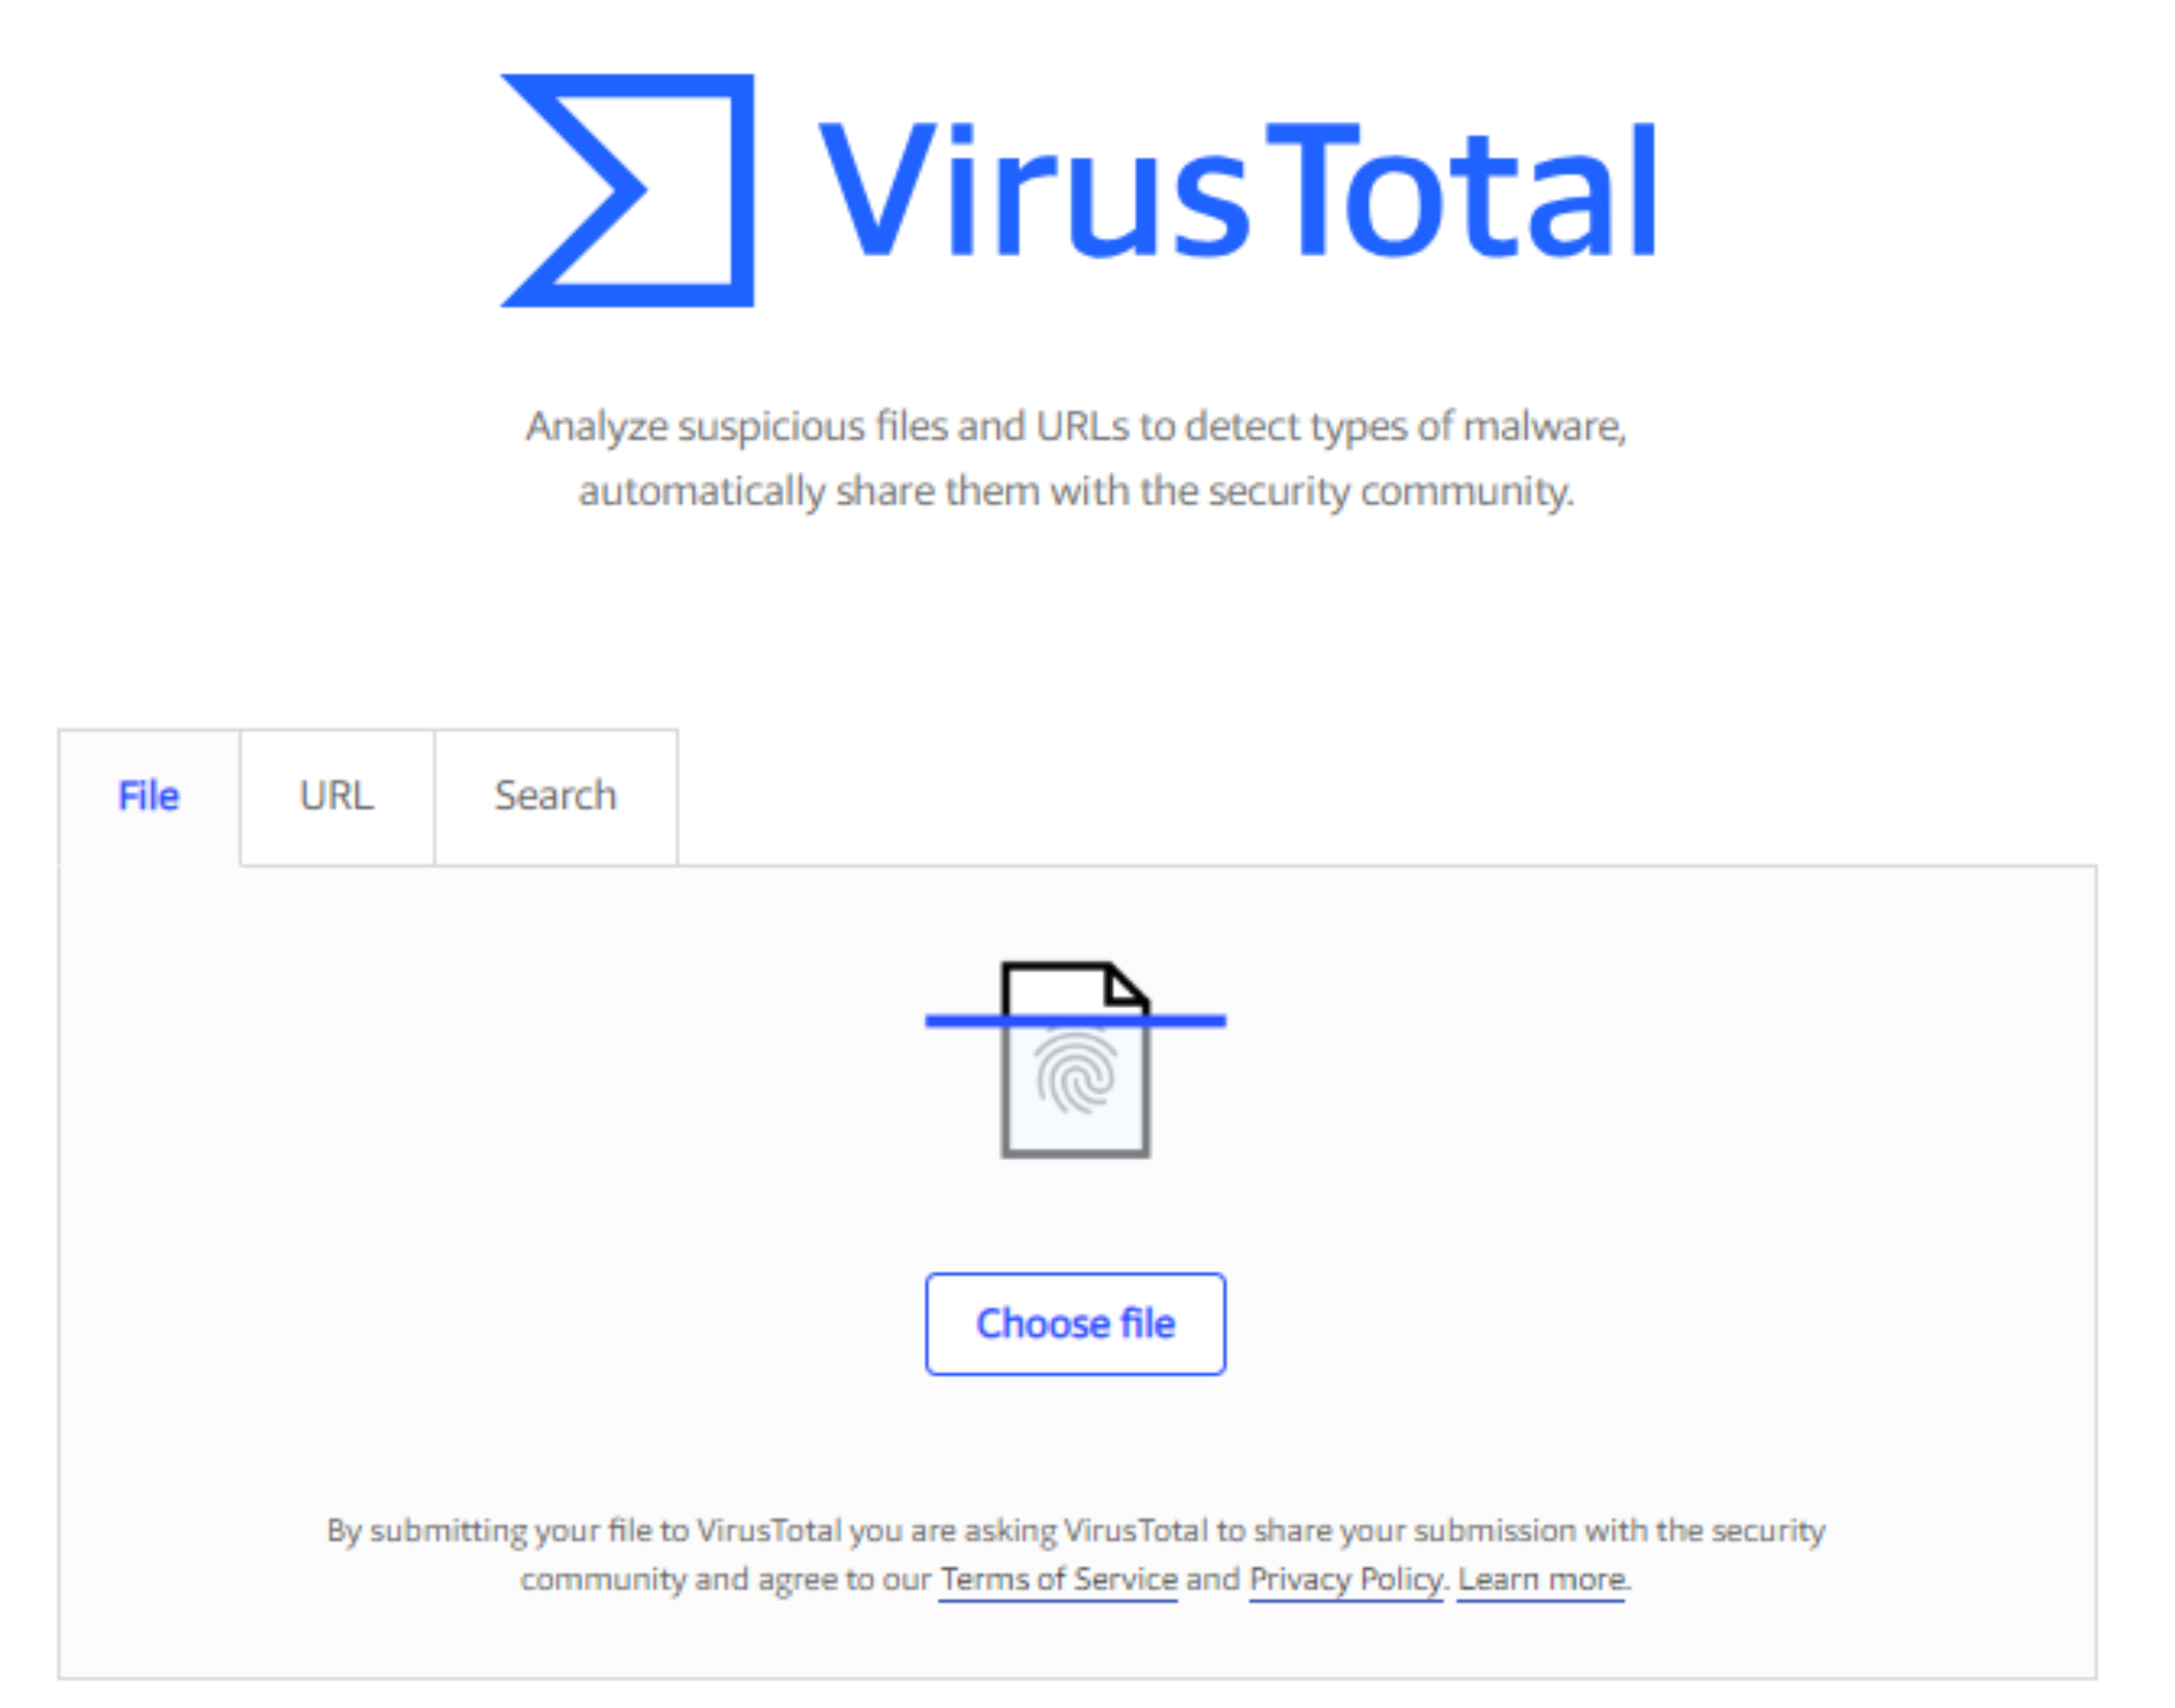 VirusTotal
Analyze suspicious files and URLs to detect types of malware,
automatically share them with the security community.
File
URL
Search
Choose file
By submitting your file to VirusTotal you are asking VirusTotal to share your submission with the security
community and agree to our Terms of Service and Privacy Policy. Learn more.